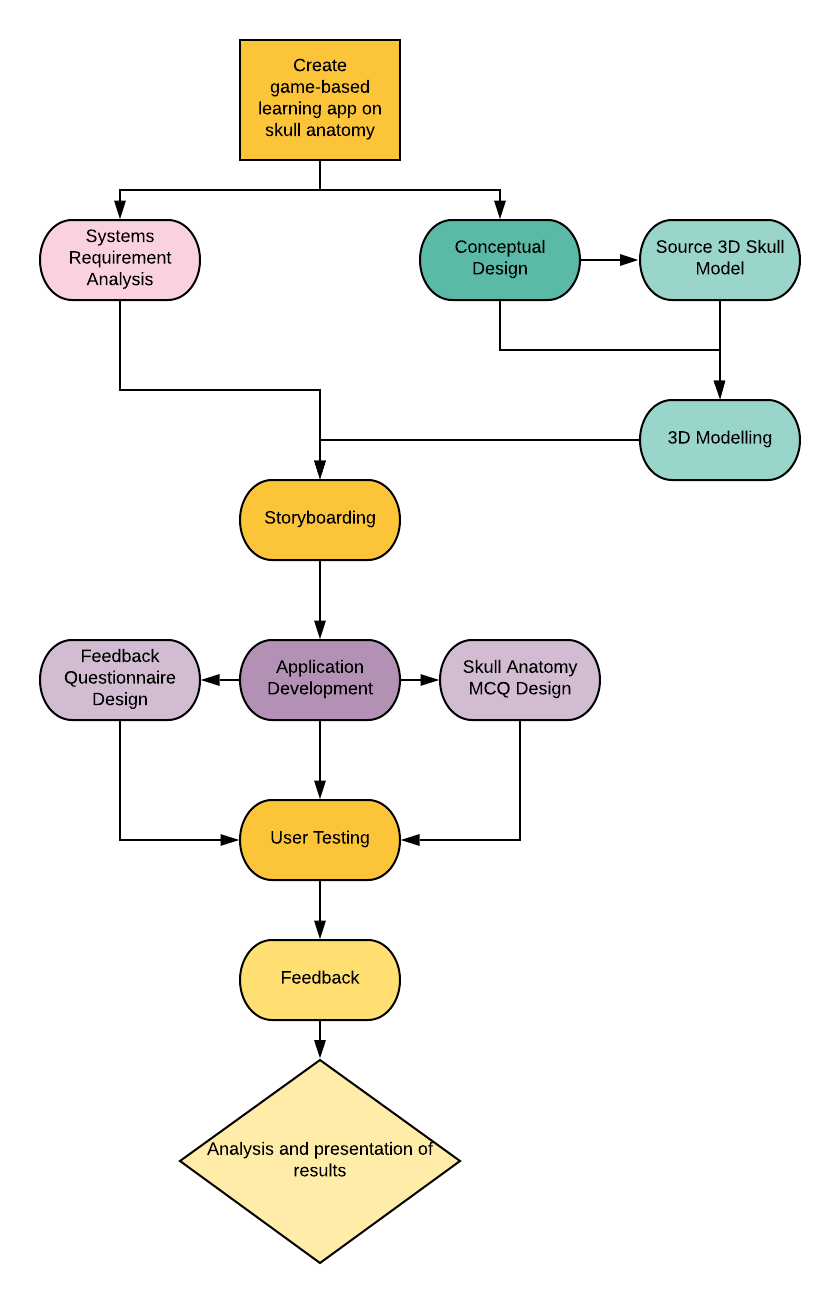 Create
game-based
learning app on
skull anatomy
Systems
Requirement
Analysis
Conceptual
Design
Source 3D Skull
Model
3D Modelling
Storyboarding
Feedback
Questionnaire
Design
Application
Development
Skull Anatomy
MCQ Design
User Testing
Feedback
Analysis and presentation of
results